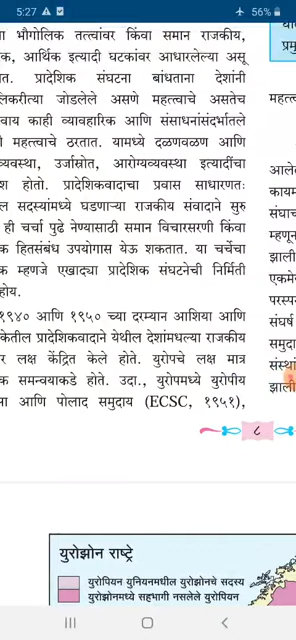 5:27
56%
ा भौगोलिक तत्त्वांवर किंवा समान राजकीय,
क, आर्थिक इत्यादी घटकांवर आधारलेल्या असू
त. प्रादेशिक संघटना बांधताना देशांनी
लिकरीत्या जोडलेले असणे महत्वाचे असतेच
वाय काही व्यावहारिक आणि संसाधनांसंदर्भातले
ी महत्वाचे ठरतात. यामध्ये दळणवळण आणि
व्यवस्था, उर्जास्रोत, आरोग्यव्यवस्था इत्यादींचा
श होतो. प्रादेशिकवादाचा प्रवास साधारणतः
ल सदस्यांमध्ये घडणाऱ्या राजकीय संवादाने सुरु
ही चर्चा पुढे नेण्यासाठी समान विचारसरणी किंवा
क हितसंबंध उपयोगास येऊ शकतात. या चर्चेचा
क म्हणजे एखाद्या प्रादेशिक संघटनेची निर्मिती
होय.
१९४० आणि १९५० च्या दरम्यान आशिया आणि
केतील प्रादेशिकवादाने येथील देशांमधल्या राजकीय
र लक्ष केंद्रित केले होते. युरोपचे लक्ष मात्र
क समन्वयाकडे होते. उदा., युरोपमध्ये युरोपीय
सा आणि पोलाद समुदाय (ECSC, १९५१),
प्रमु
महत्त्व
आले
कायम
संघाच
म्हणून
झाली
एकमे
परस्प
संघर्ष
समुदा
संस्था
झाली
८
युरोझोन राष्ट्रे
युरोपियन युनियनमधील युरोझोनचे सदस्य
युरोझोनमध्ये सहभागी नसलेले युरोपियन